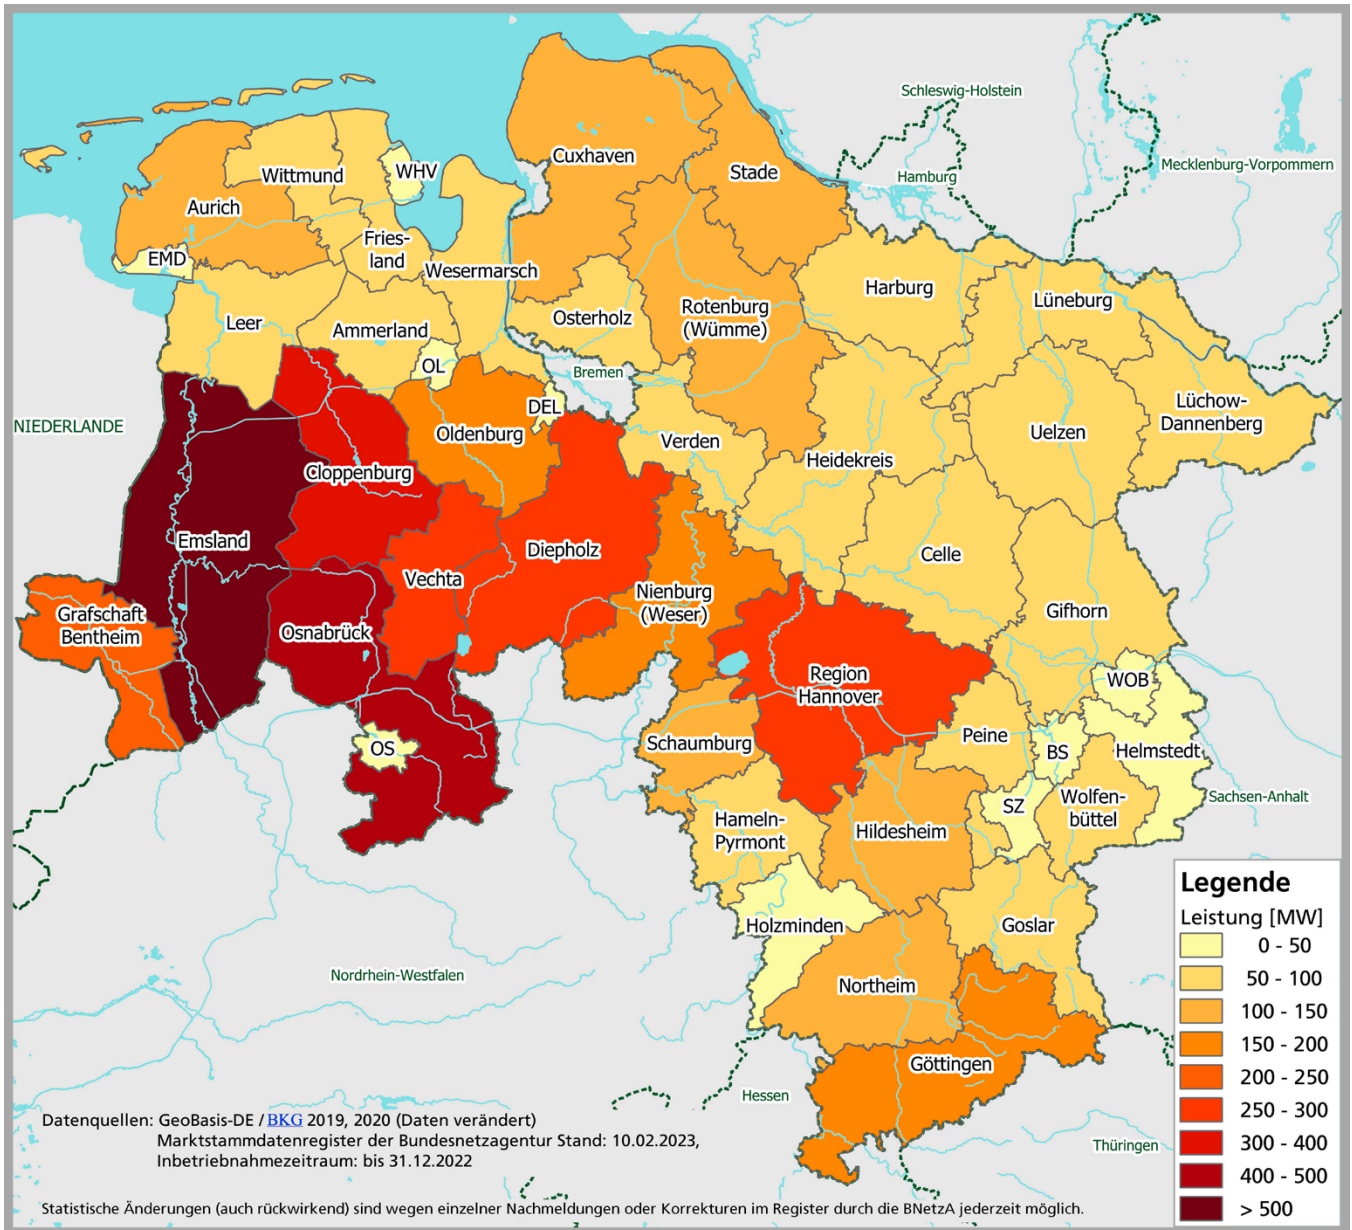 Schleswig-Holstein
Mecklenburg-Vorpommern
Hamburg
Cuxhaven
Stade
WHV
Wittmund
Aurich
Fries-
land
EMD
Wesermarsch
Harburg
Lüneburg
Rotenburg
(Wümme)
Osterholz
Leer
Ammerland
OL
Bremen
DEL
Lüchow-
Dannenberg
NIEDERLANDE
Oldenburg
Verden
Uelzen
Heidekreis
Cloppenburg
Emsland
Diepholz
Celle
Vechta
Nienburg
(Weser)
Gifhorn
Grafschaft
Bentheim
Osnabrück
Region
Hannover
WOB
Schaumburg
Peine
BS
Helmstedt
OS
SZ
Wolfen-
büttel
Sachsen-Anhalt
Hameln-
Pyrmont
Hildesheim
Holzminden
Goslar
Nordrhein-Westfalen
Northeim
Göttingen
Hessen
Thüringen
Legende
Leistung [MW]
0 - 50
50 - 100
100 - 150
150 - 200
200 - 250
250 - 300
300 - 400
400 - 500
> 500
Datenquellen: GeoBasis-DE / BKG 2019, 2020 (Daten verändert)
Marktstammdatenregister der Bundesnetzagentur Stand: 10.02.2023,
Inbetriebnahmezeitraum: bis 31.12.2022
Statistische Änderungen (auch rückwirkend) sind wegen einzelner Nachmeldungen oder Korrekturen im Register durch die BNetzA jederzeit möglich.